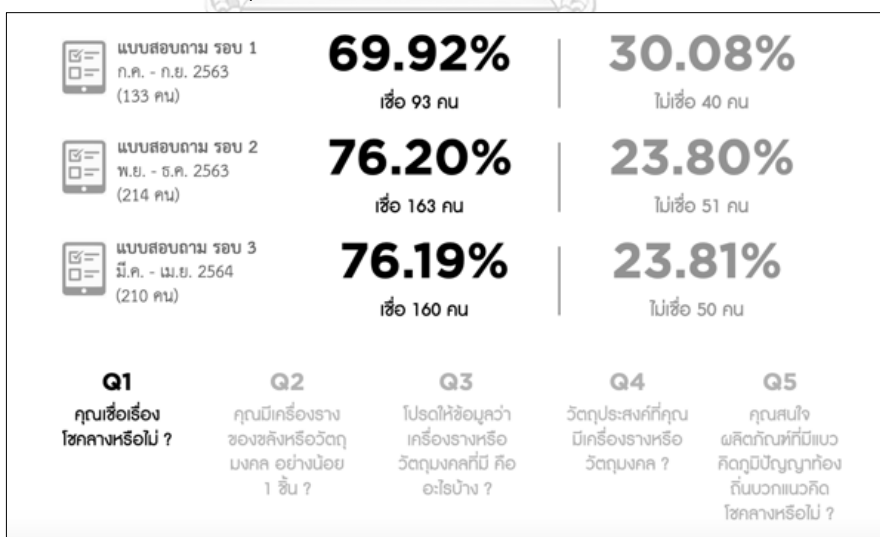 แบบสอบถาม รอบ 1
ก.ค. - ก.ย. 2563
(133 คน)
69.92%
เชื่อ 93 คน
30.08%
ไม่เชื่อ 40 คน
แบบสอบถาม รอบ 2
พ.ย. - ธ.ค. 2563
(214 คน)
76.20%
เชื่อ 163 คน
23.80%
ไม่เชื่อ 51 คน
แบบสอบถาม รอบ 3
มี.ค. - เม.ย. 2564
(210 คน)
76.19%
เชื่อ 160 คน
23.81%
ไม่เชื่อ 50 คน
Q1
คุณเชื่อเรื่อง
โชคลางหรือไม่ ?
Q2
คุณมีเครื่องราง
ของขลังหรือวัตถุ
มงคล อย่างน้อย
1 ชิ้น ?
Q3
โปรดให้ข้อมูลว่า
เครื่องรางหรือ
วัตถุมงคลที่มี คือ
อะไรบ้าง ?
Q4
วัตถุประสงค์ที่คุณ
มีเครื่องรางหรือ
วัตถุมงคล ?
Q5
คุณสนใจ
ผลิตภัณฑ์ที่มีแนว
คิดภูมิปัญญาท้อง
ถิ่นบวกแนวคิด
โชคลางหรือไม่ ?